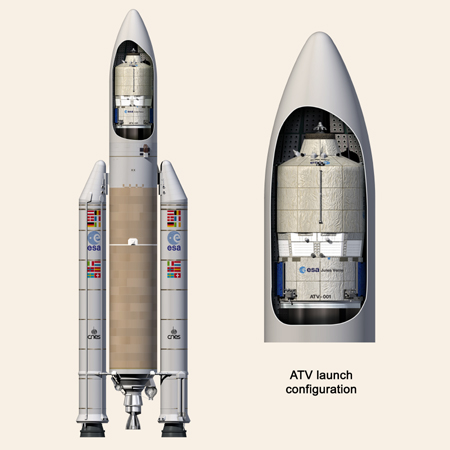 esa
esa
cnes
cnes
esa Jules Verne
ATV-001
ATV launch
configuration